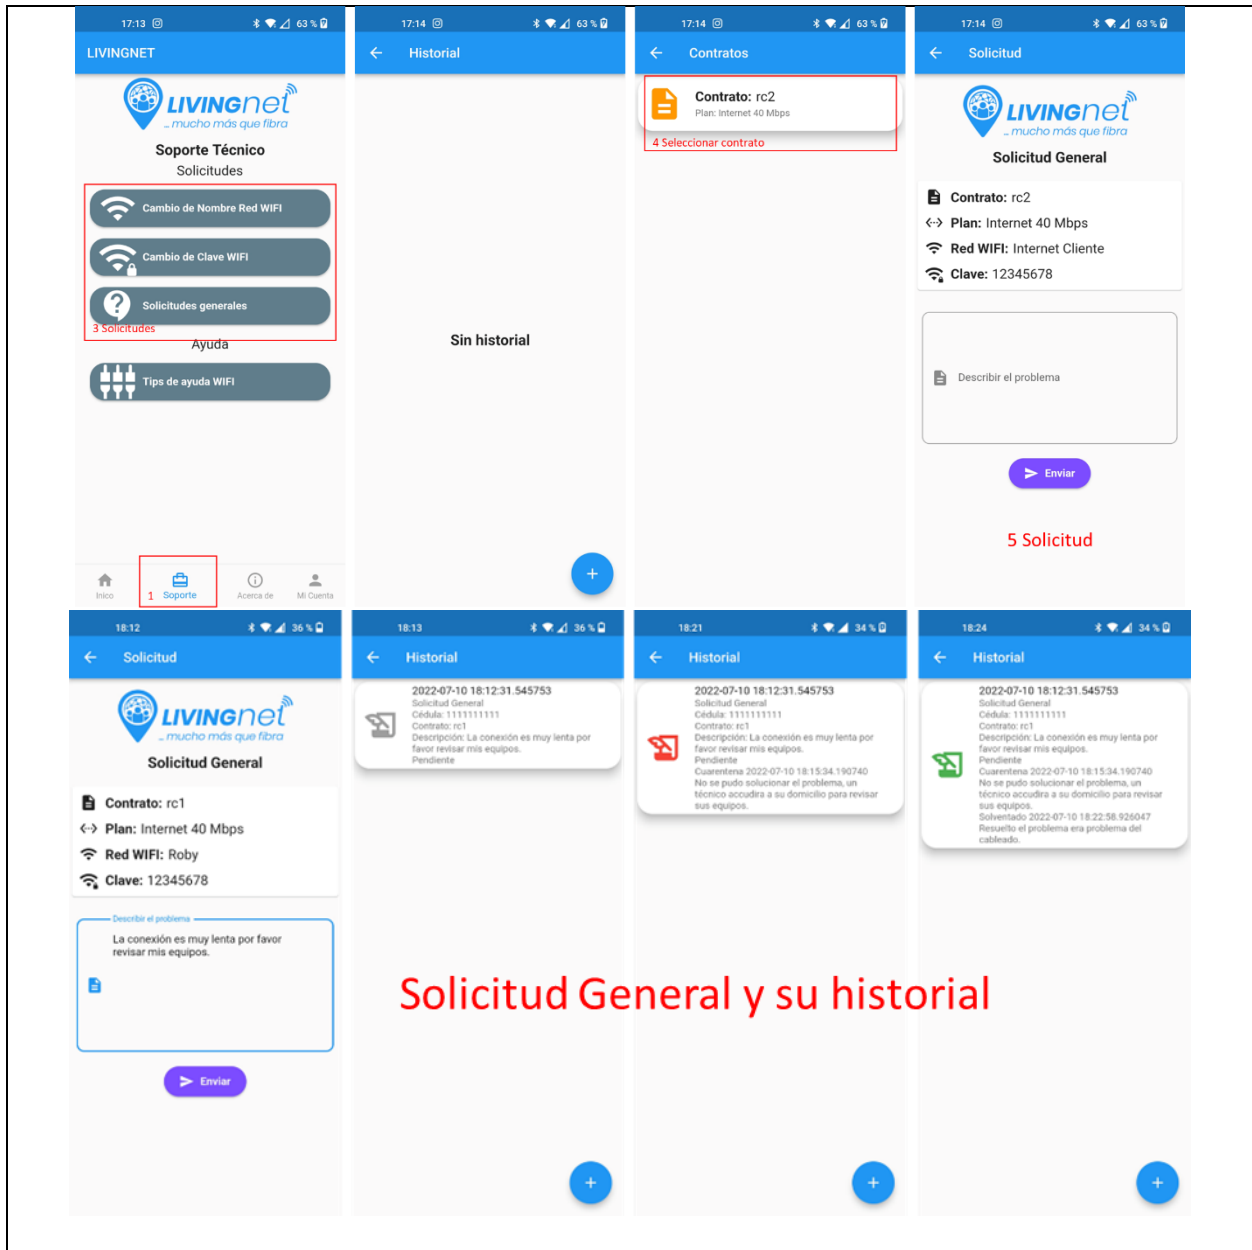 17:13 63 %
LIVINGNET
LIVINGnet
... mucho más que fibra
Soporte Técnico
Solicitudes
Cambio de Nombre Red WIFI
Cambio de Clave WIFI
Solicitudes generales
3 Solicitudes
Ayuda
Tips de ayuda WIFI
Inico
1 Soporte
Acerca de
Mi Cuenta
17:14 63 %
Historial
Sin historial
+
17:14 63 %
Contratos
Contrato: rc2
Plan: Internet 40 Mbps
4 Seleccionar contrato
17:14 63 %
Solicitud
LIVINGnet
... mucho más que fibra
Solicitud General
Contrato: rc2
Plan: Internet 40 Mbps
Red WIFI: Internet Cliente
Clave: 12345678
Describir el problema
Enviar
5 Solicitud
18:12 36 %
Solicitud
LIVINGnet
... mucho más que fibra
Solicitud General
Contrato: rc1
Plan: Internet 40 Mbps
Red WIFI: Roby
Clave: 12345678
Describir el problema
La conexión es muy lenta por favor
revisar mis equipos.
Enviar
18:13 36 %
Historial
2022-07-10 18:12:31.545753
Solicitud General
Cédula: 1111111111
Contrato: rc1
Descripción: La conexión es muy lenta por
favor revisar mis equipos.
Pendiente
+
18:21 34 %
Historial
2022-07-10 18:12:31.545753
Solicitud General
Cédula: 1111111111
Contrato: rc1
Descripción: La conexión es muy lenta por
favor revisar mis equipos.
Pendiente
Cuarentena 2022-07-10 18:15:34.190740
No se pudo solucionar el problema, un
técnico accudira a su domicilio para revisar
sus equipos.
+
18:24 34 %
Historial
2022-07-10 18:12:31.545753
Solicitud General
Cédula: 1111111111
Contrato: rc1
Descripción: La conexión es muy lenta por
favor revisar mis equipos.
Pendiente
Cuarentena 2022-07-10 18:15:34.190740
No se pudo solucionar el problema, un
técnico accudira a su domicilio para revisar
sus equipos.
Solventado 2022-07-10 18:22:58.926047
Resuelto el problema era problema del
cableado.
+
Solicitud General y su historial